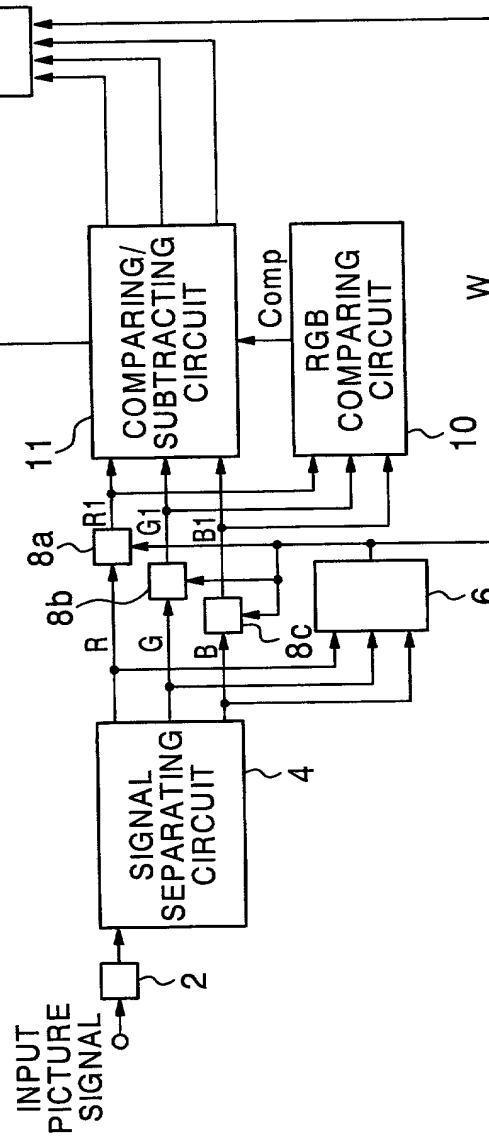 INPUT
PICTURE
SIGNAL
2
SIGNAL
SEPARATING
CIRCUIT
4
R
G
B
8a
8b
8c
6
R1
G1
B1
11
COMPARING/
SUBTRACTING
CIRCUIT
Comp
RGB
COMPARING
CIRCUIT
10
W